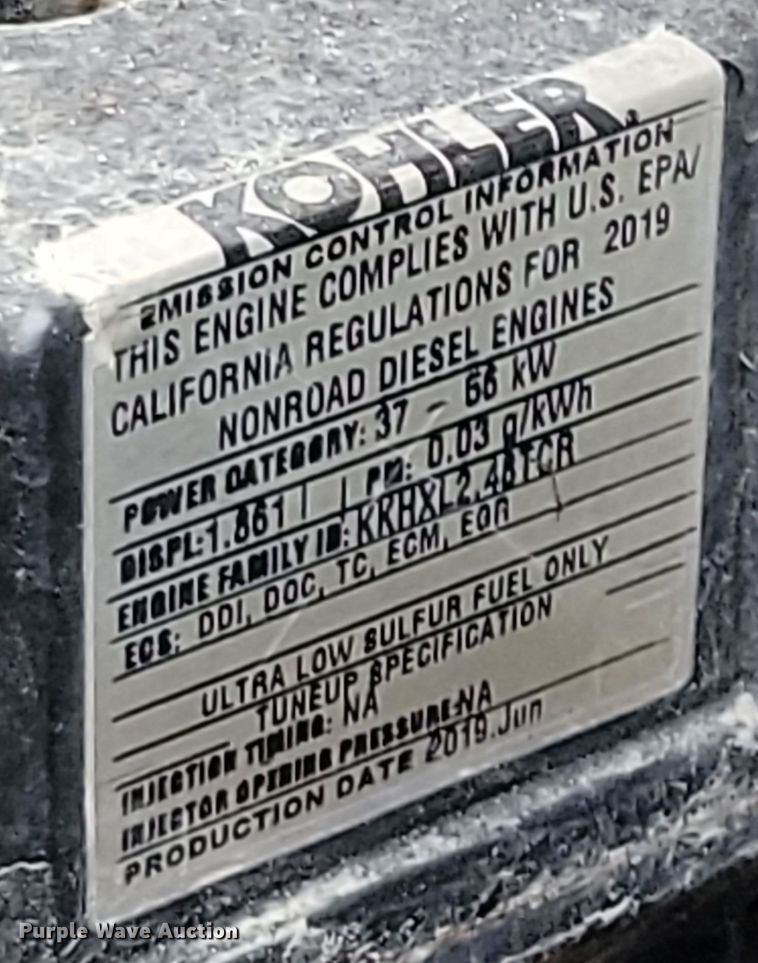 KOHLER
EMISSION CONTROL INFORMATION
THIS ENGINE COMPLIES WITH U.S. EPA/
CALIFORNIA REGULATIONS FOR 2019
NONROAD DIESEL ENGINES
POWER CATEGORY: 37 - 56 kW
DISPL: 1.861 l PM: 0.03 g/kWh
ENGINE FAMILY ID:
ECS: DDI, DOC, TC, ECM, EGR
ULTRA LOW SULFUR FUEL ONLY
TUNEUP SPECIFICATION
INJECTION TIMING: NA
INJECTOR OPENING PRESSURE: NA
PRODUCTION DATE 2019.Jun
Purple Wave Auction